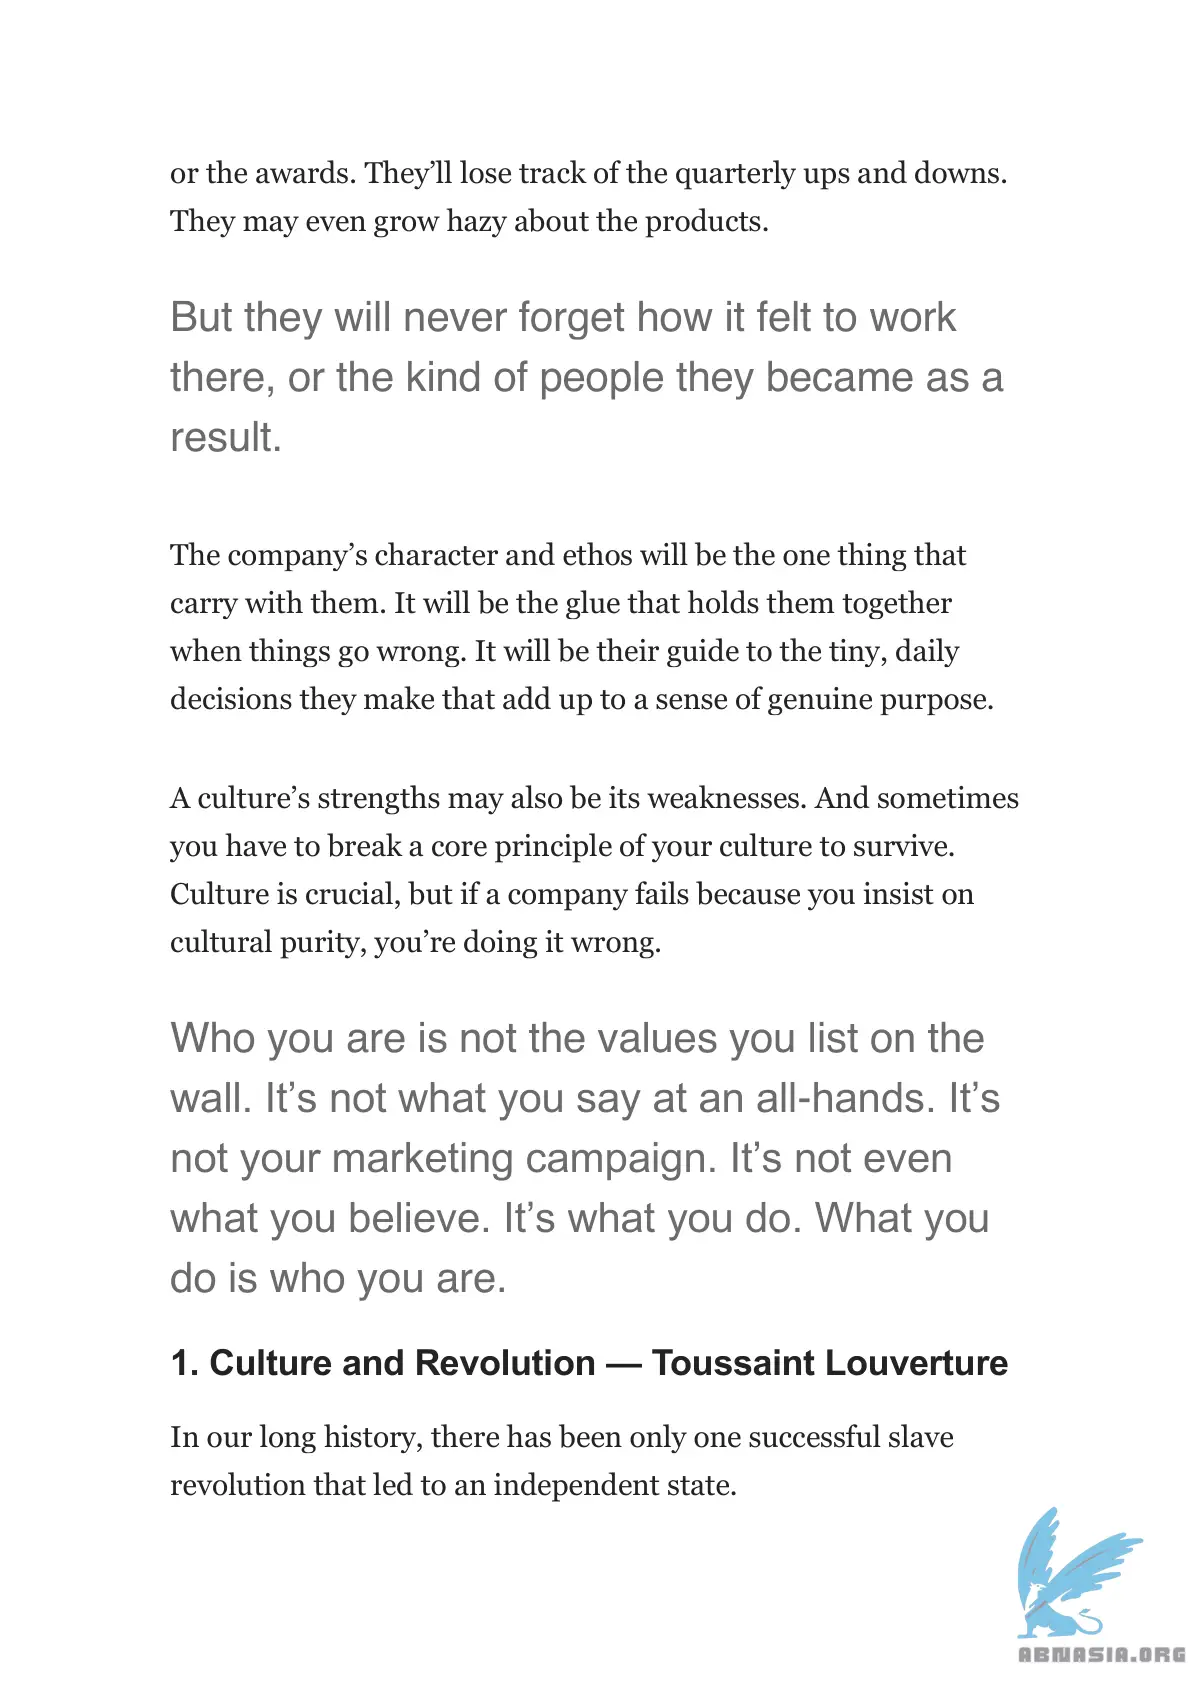 or the awards. They’ll lose track of the quarterly ups and downs.
They may even grow hazy about the products.
But they will never forget how it felt to work
there, or the kind of people they became as a
result.
The company’s character and ethos will be the one thing that
carry with them. It will be the glue that holds them together
when things go wrong. It will be their guide to the tiny, daily
decisions they make that add up to a sense of genuine purpose.
A culture’s strengths may also be its weaknesses. And sometimes
you have to break a core principle of your culture to survive.
Culture is crucial, but if a company fails because you insist on
cultural purity, you’re doing it wrong.
Who you are is not the values you list on the
wall. It’s not what you say at an all-hands. It’s
not your marketing campaign. It’s not even
what you believe. It’s what you do. What you
do is who you are.
1. Culture and Revolution — Toussaint Louverture
In our long history, there has been only one successful slave
revolution that led to an independent state.
ABNASIA.ORG